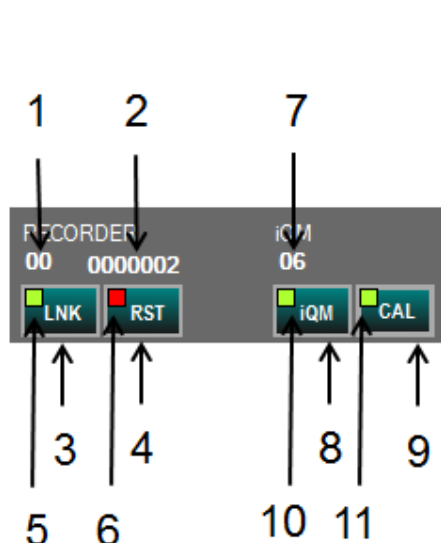 1 2 7
RECORDER iQM
00 0000002 06
LNK RST iQM CAL
3 4 8 9
5 6 10 11